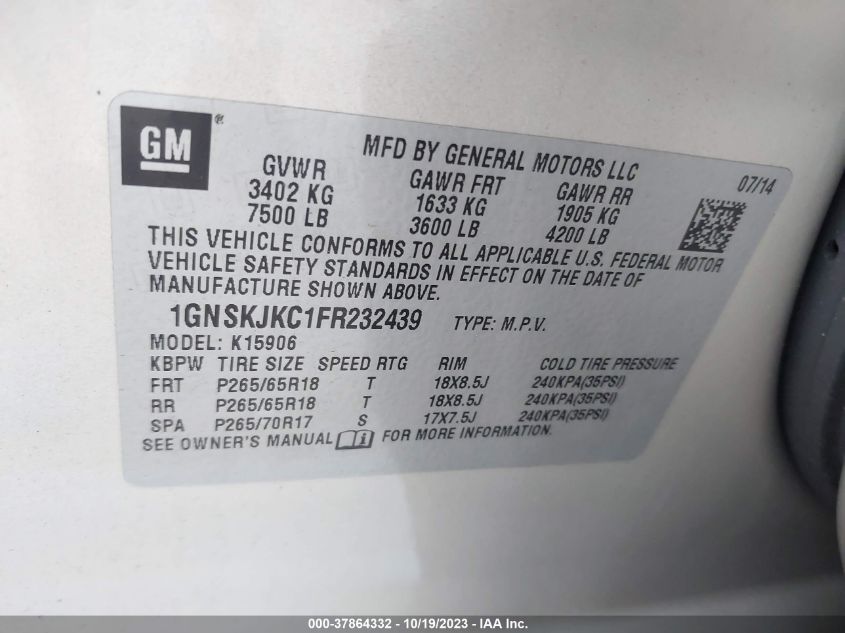 GM®
MFD BY GENERAL MOTORS LLC
07/14
GVWR GAWR FRT GAWR RR
3402 KG 1633 KG 1905 KG
7500 LB 3600 LB 4200 LB
THIS VEHICLE CONFORMS TO ALL APPLICABLE U.S. FEDERAL MOTOR
VEHICLE SAFETY STANDARDS IN EFFECT ON THE DATE OF
MANUFACTURE SHOWN ABOVE.
1GNSKJKC1FR232439 TYPE: M.P.V.
MODEL: K15906
KBPW TIRE SIZE SPEED RTG RIM COLD TIRE PRESSURE
FRT P265/65R18 T 18X8.5J 240KPA(35PSI)
RR P265/65R18 T 18X8.5J 240KPA(35PSI)
SPA P265/70R17 S 17X7.5J 240KPA(35PSI)
SEE OWNER'S MANUAL FOR MORE INFORMATION.
000-37864332 - 10/19/2023 - IAA Inc.